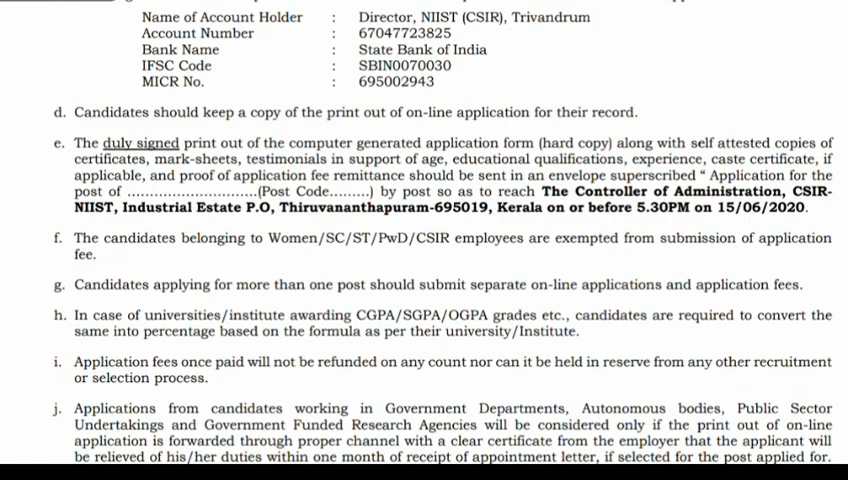 Name of Account Holder : Director, NIIST (CSIR), Trivandrum
Account Number : 67047723825
Bank Name : State Bank of India
IFSC Code : SBIN0070030
MICR No. : 695002943
d. Candidates should keep a copy of the print out of on-line application for their record.
e. The duly signed print out of the computer generated application form (hard copy) along with self attested copies of
certificates, mark-sheets, testimonials in support of age, educational qualifications, experience, caste certificate, if
applicable, and proof of application fee remittance should be sent in an envelope superscribed “ Application for the
post of ............................(Post Code.........) by post so as to reach The Controller of Administration, CSIR-
NIIST, Industrial Estate P.O, Thiruvananthapuram-695019, Kerala on or before 5.30PM on 15/06/2020.
f. The candidates belonging to Women/SC/ST/PwD/CSIR employees are exempted from submission of application
fee.
g. Candidates applying for more than one post should submit separate on-line applications and application fees.
h. In case of universities/institute awarding CGPA/SGPA/OGPA grades etc., candidates are required to convert the
same into percentage based on the formula as per their university/Institute.
i. Application fees once paid will not be refunded on any count nor can it be held in reserve from any other recruitment
or selection process.
j. Applications from candidates working in Government Departments, Autonomous bodies, Public Sector
Undertakings and Government Funded Research Agencies will be considered only if the print out of on-line
application is forwarded through proper channel with a clear certificate from the employer that the applicant will
be relieved of his/her duties within one month of receipt of appointment letter, if selected for the post applied for.